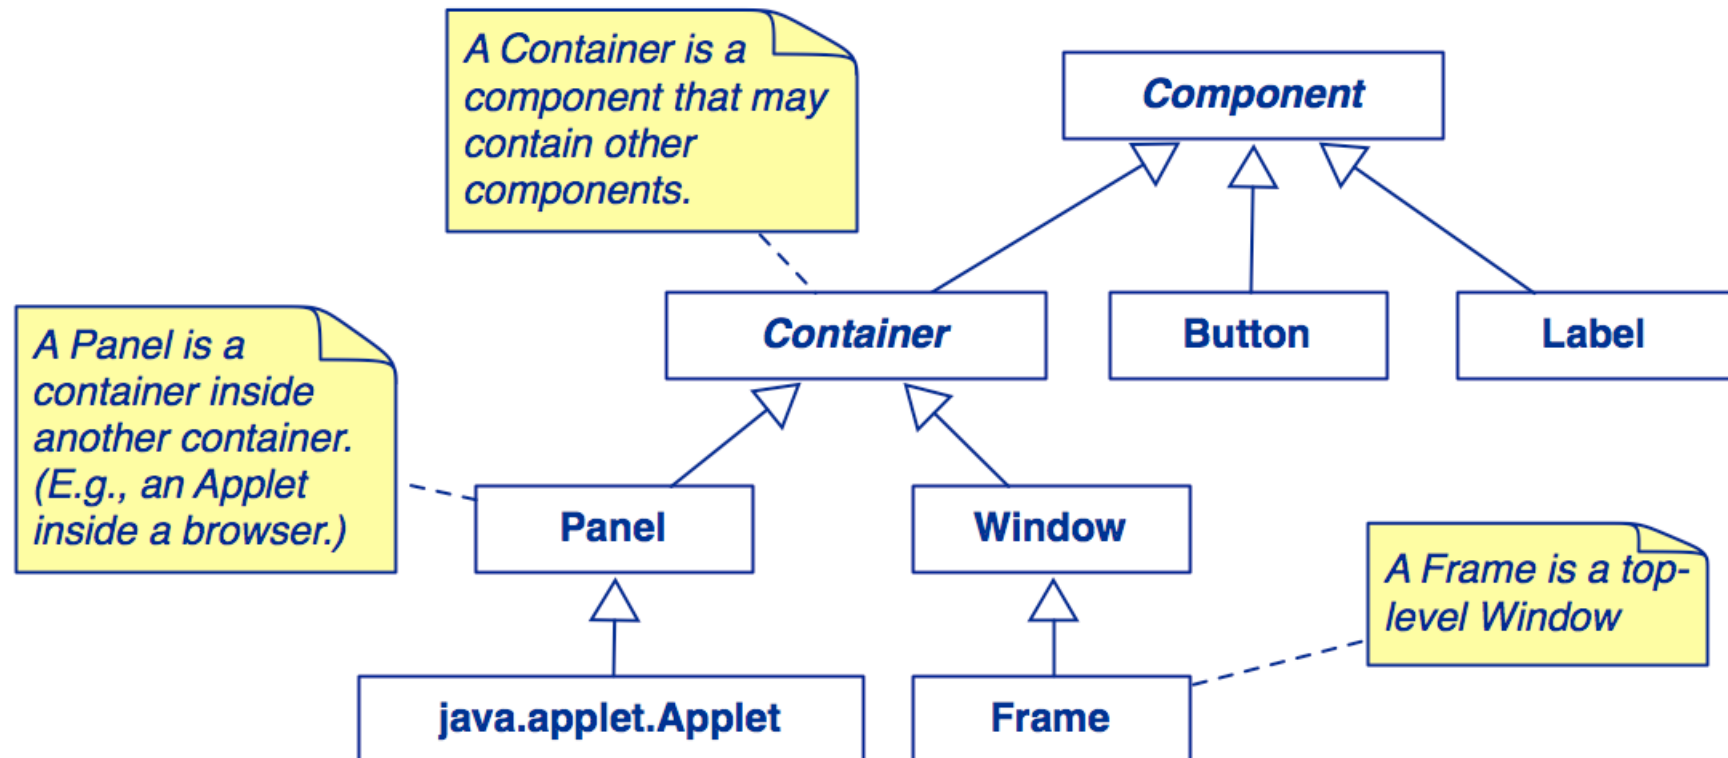 A Container is a
component that may
contain other
components.
Component
Container
Button
Label
A Panel is a
container inside
another container.
(E.g., an Applet
inside a browser.)
Panel
Window
A Frame is a top-
level Window
java.applet.Applet
Frame